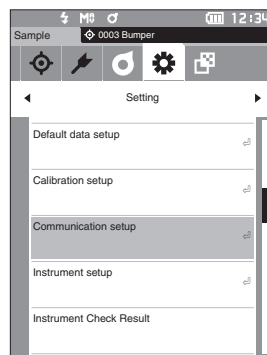 M 12:34
Sample 0003 Bumper
Setting
Default data setup
Calibration setup
Communication setup
Instrument setup
Instrument Check Result